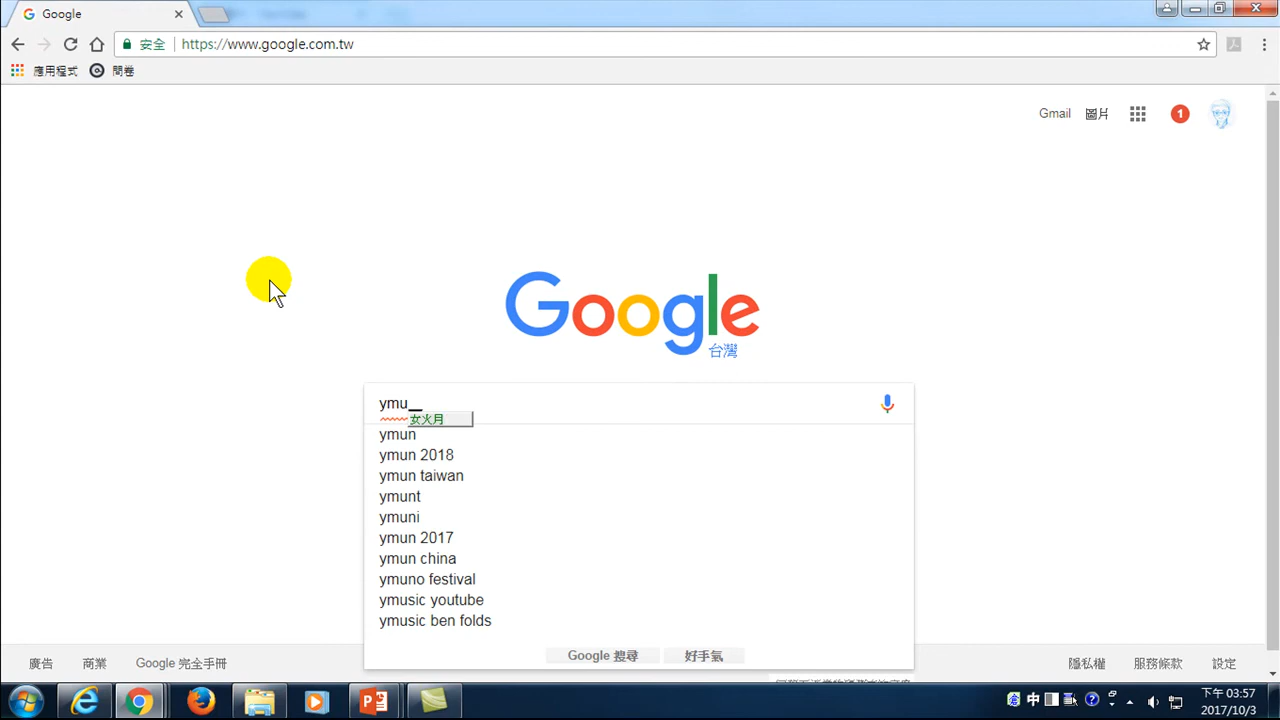 Google
安全 https://www.google.com.tw
應用程式 問卷
Gmail 圖片 1
Google
台灣
ymu
女火月
ymun
ymun 2018
ymun taiwan
ymunt
ymuni
ymun 2017
ymun china
ymuno festival
ymusic youtube
ymusic ben folds
Google 搜尋 好手氣
廣告 商業 Google 完全手冊 隱私權 服務條款 設定
中
下午 03:57
2017/10/3